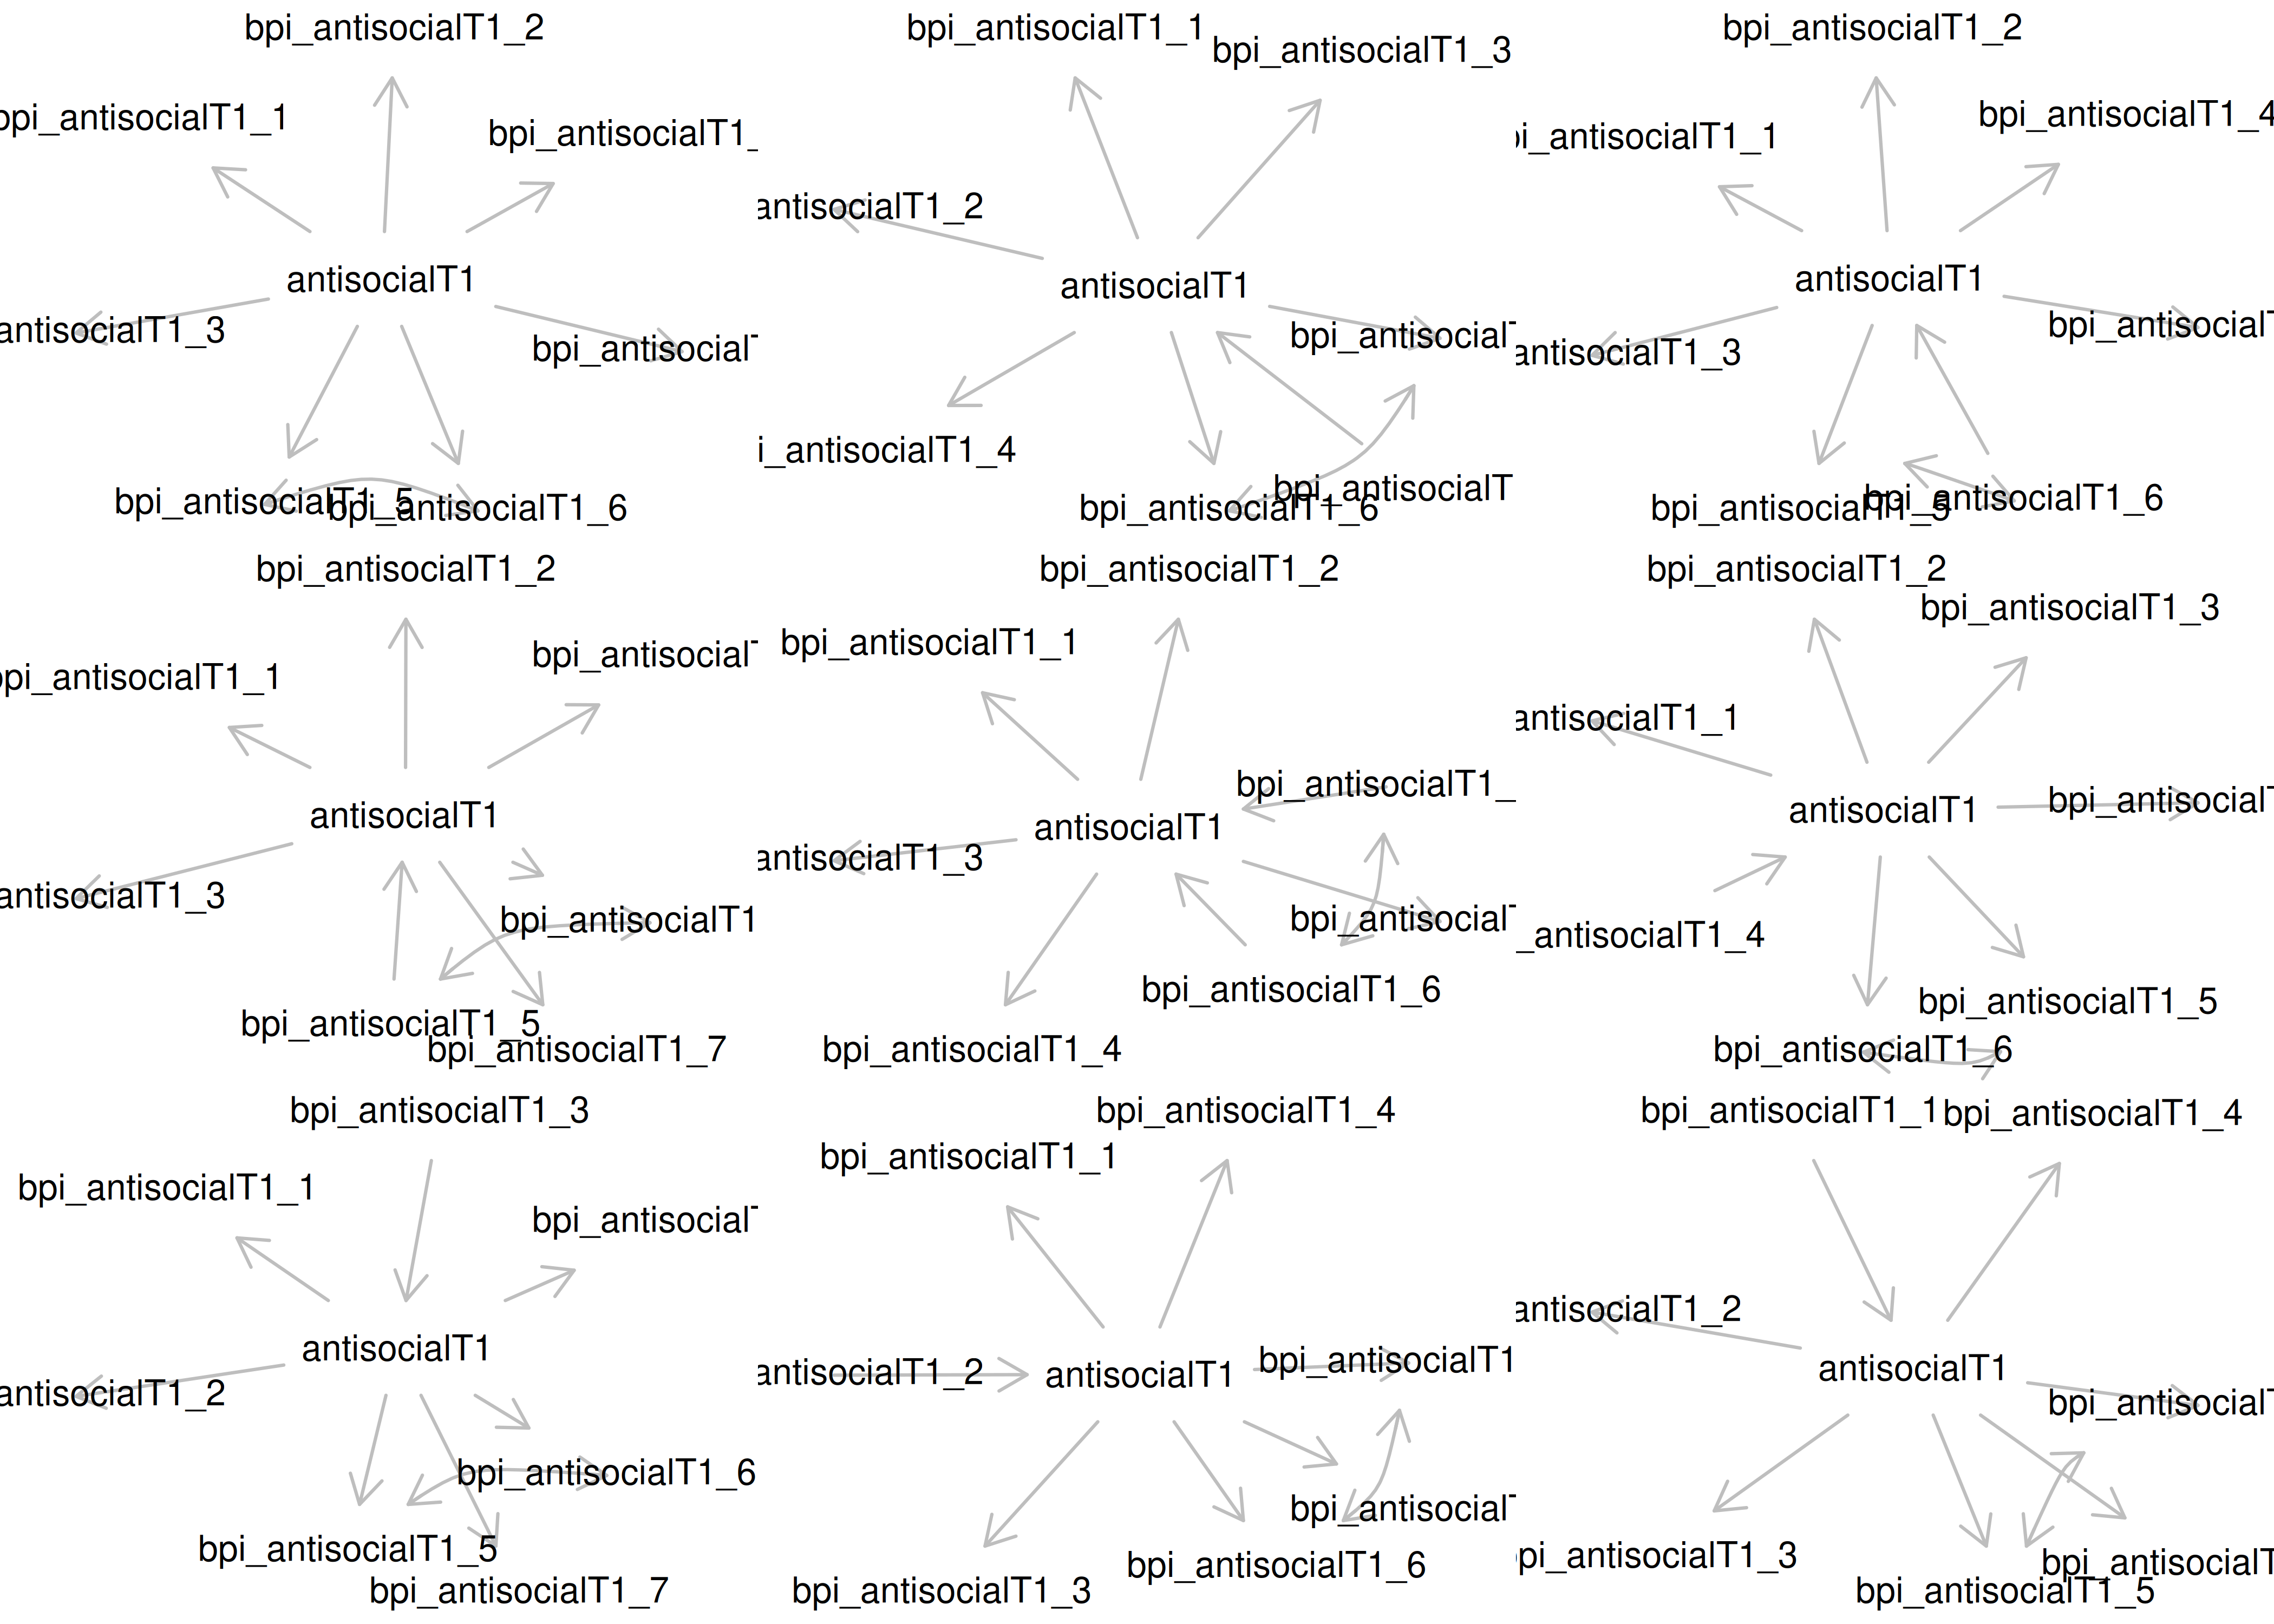 bpi_antisocialT1_2
bpi_antisocialT1_1
bpi_antisocialT1_
antisocialT1
antisocialT1_3
bpi_antisocial
bpi_antisocialT1_5
bpi_antisocialT1_6
bpi_antisocialT1_1
bpi_antisocialT1_3
antisocialT1_2
antisocialT1
bpi_antisocial
i_antisocialT1_4
bpi_antisocialT
bpi_antisocialT1_6
bpi_antisocialT1_2
bpi_antisocialT1_4
pi_antisocialT1_1
antisocialT1
bpi_antisocial
antisocialT1_3
bpi_antisocialT1_5
bpi_antisocialT1_6
bpi_antisocialT1_2
bpi_antisocial
pi_antisocialT1_1
antisocialT1
antisocialT1_3
bpi_antisocialT1
bpi_antisocialT1_5
bpi_antisocialT1_7
bpi_antisocialT1_2
bpi_antisocialT1_1
bpi_antisocialT1_
antisocialT1
antisocialT1_3
bpi_antisocial
bpi_antisocialT1_6
bpi_antisocialT1_4
bpi_antisocialT1_2
bpi_antisocialT1_3
antisocialT1_1
antisocialT1
bpi_antisocial
_antisocialT1_4
bpi_antisocialT1_5
bpi_antisocialT1_6
bpi_antisocialT1_3
bpi_antisocialT1_1
bpi_antisocial
antisocialT1
antisocialT1_2
bpi_antisocialT1_6
bpi_antisocialT1_5
bpi_antisocialT1_7
bpi_antisocialT1_4
bpi_antisocialT1_1
antisocialT1_2
antisocialT1
bpi_antisocialT1
bpi_antisocial
bpi_antisocialT1_6
bpi_antisocialT1_3
bpi_antisocialT1_1
bpi_antisocialT1_4
antisocialT1_2
antisocialT1
bpi_antisocial
pi_antisocialT1_3
bpi_antisocialT
bpi_antisocialT1_5